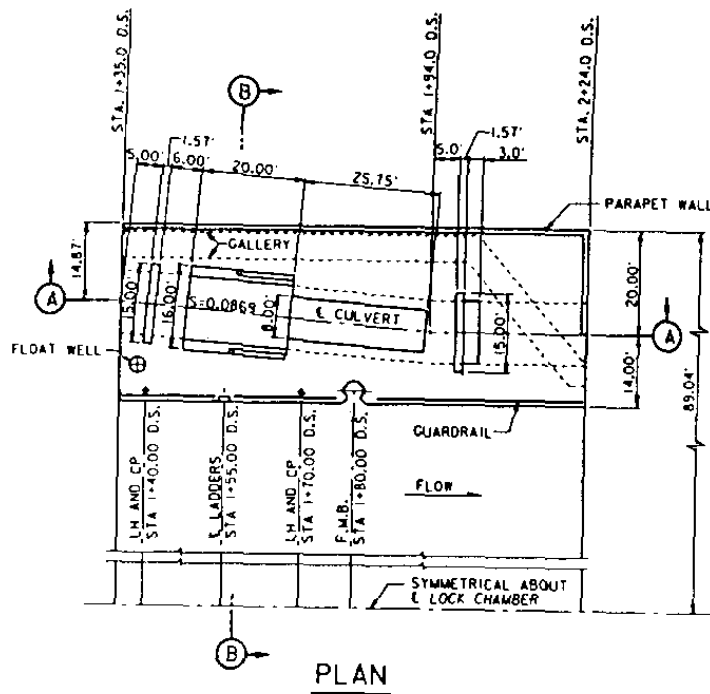 STA. 1+35.0 D.S.
STA. 1+94.0 D.S.
STA. 2+24.0 D.S.
B
1.57'
5.00'
6.00'
20.00'
25.75'
1.57'
5.0'
3.0'
PARAPET WALL
GALLERY
14.87'
A
15.00'
16.00'
S=0.0869
8.00'
℄ CULVERT
15.00'
20.00'
14.00'
A
89.04'
FLOAT WELL
GUARDRAIL
LH AND CP
STA 1+40.00 D.S.
℄ LADDERS
STA 1+55.00 D.S.
LH AND CP
STA 1+70.00 D.S.
F.M.B.
STA 1+80.00 D.S.
FLOW
SYMMETRICAL ABOUT
℄ LOCK CHAMBER
B
PLAN